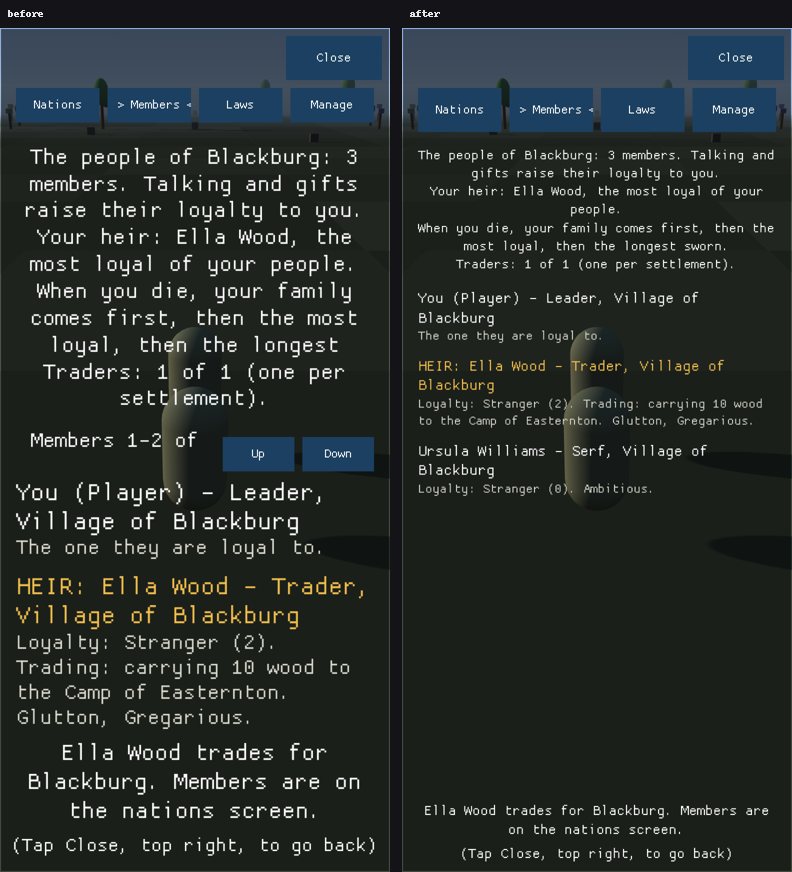 before
Close
Nations
> Members <
Laws
Manage
The people of Blackburg: 3
members. Talking and gifts
raise their loyalty to you.
Your heir: Ella Wood, the
most loyal of your people.
When you die, your family
comes first, then the most
loyal, then the longest
Traders: 1 of 1 (one per
settlement).
Members 1-2 of
Up
Down
You (Player) - Leader,
Village of Blackburg
The one they are loyal to.
HEIR: Ella Wood - Trader,
Village of Blackburg
Loyalty: Stranger (2).
Trading: carrying 10 wood to
the Camp of Easternton.
Glutton, Gregarious.
Ella Wood trades for
Blackburg. Members are on
the nations screen.
(Tap Close, top right, to go back)
after
Close
Nations
> Members <
Laws
Manage
The people of Blackburg: 3 members. Talking and
gifts raise their loyalty to you.
Your heir: Ella Wood, the most loyal of your
people.
When you die, your family comes first, then the
most loyal, then the longest sworn.
Traders: 1 of 1 (one per settlement).
You (Player) - Leader, Village of
Blackburg
The one they are loyal to.
HEIR: Ella Wood - Trader, Village of
Blackburg
Loyalty: Stranger (2). Trading: carrying 10 wood
to the Camp of Easternton. Glutton, Gregarious.
Ursula Williams - Serf, Village of
Blackburg
Loyalty: Stranger (0). Ambitious.
Ella Wood trades for Blackburg. Members are
on the nations screen.
(Tap Close, top right, to go back)